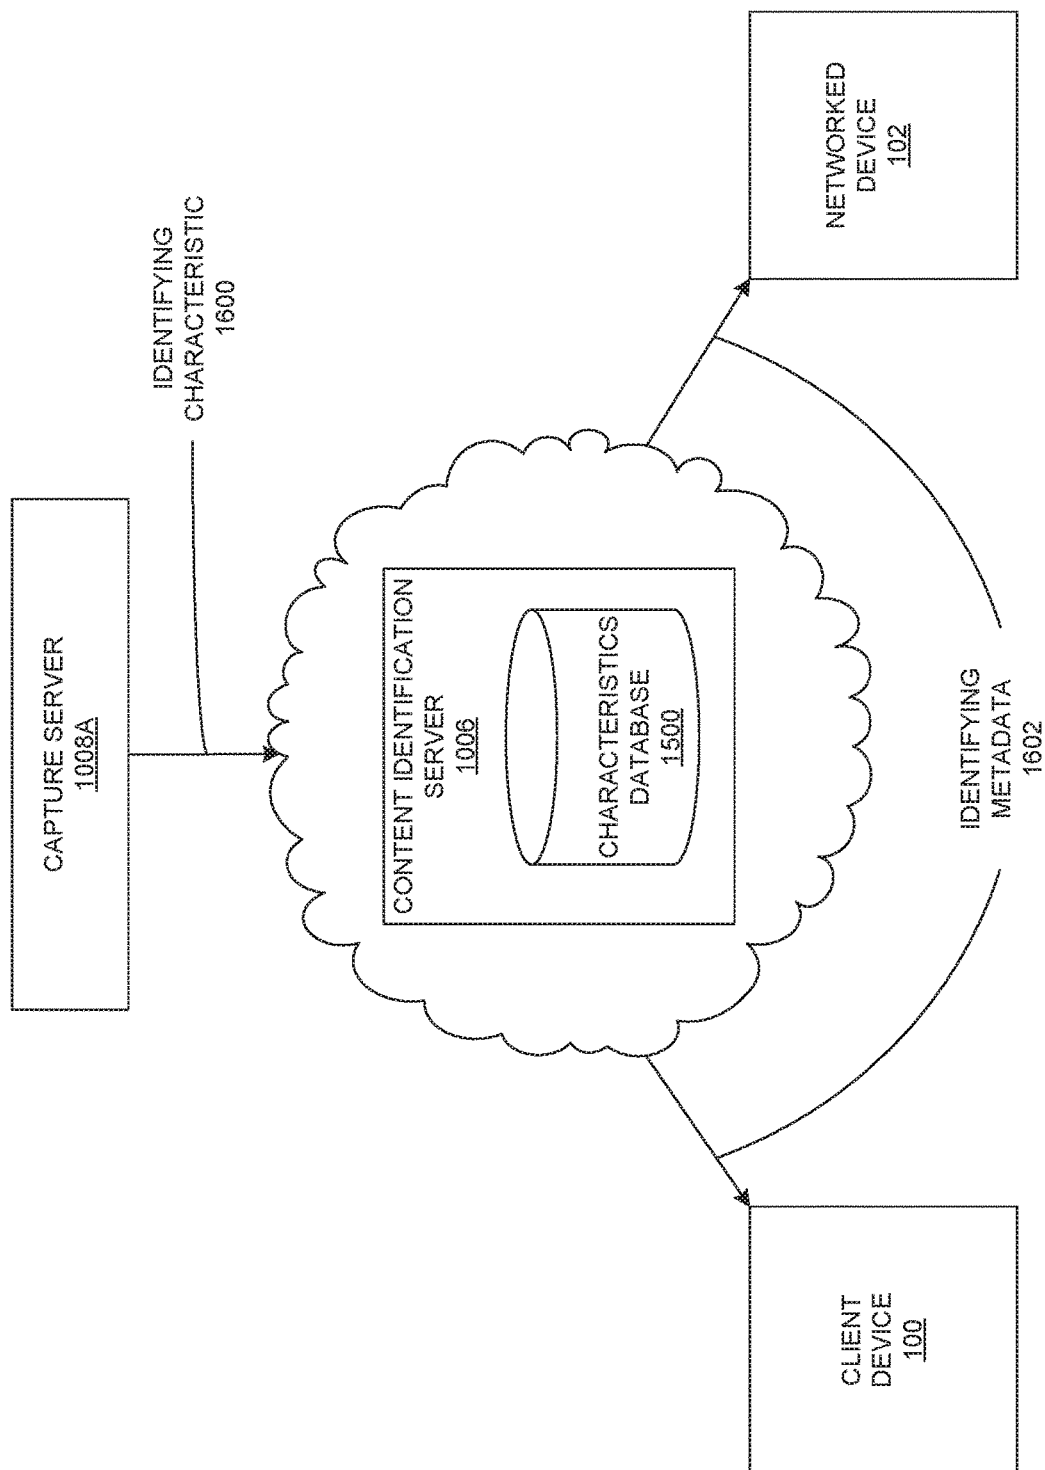 CAPTURE SERVER
1008A
IDENTIFYING
CHARACTERISTIC
1600
CONTENT IDENTIFICATION
SERVER
1006
CHARACTERISTICS
DATABASE
1500
CLIENT
DEVICE
100
IDENTIFYING
METADATA
1602
NETWORKED
DEVICE
102